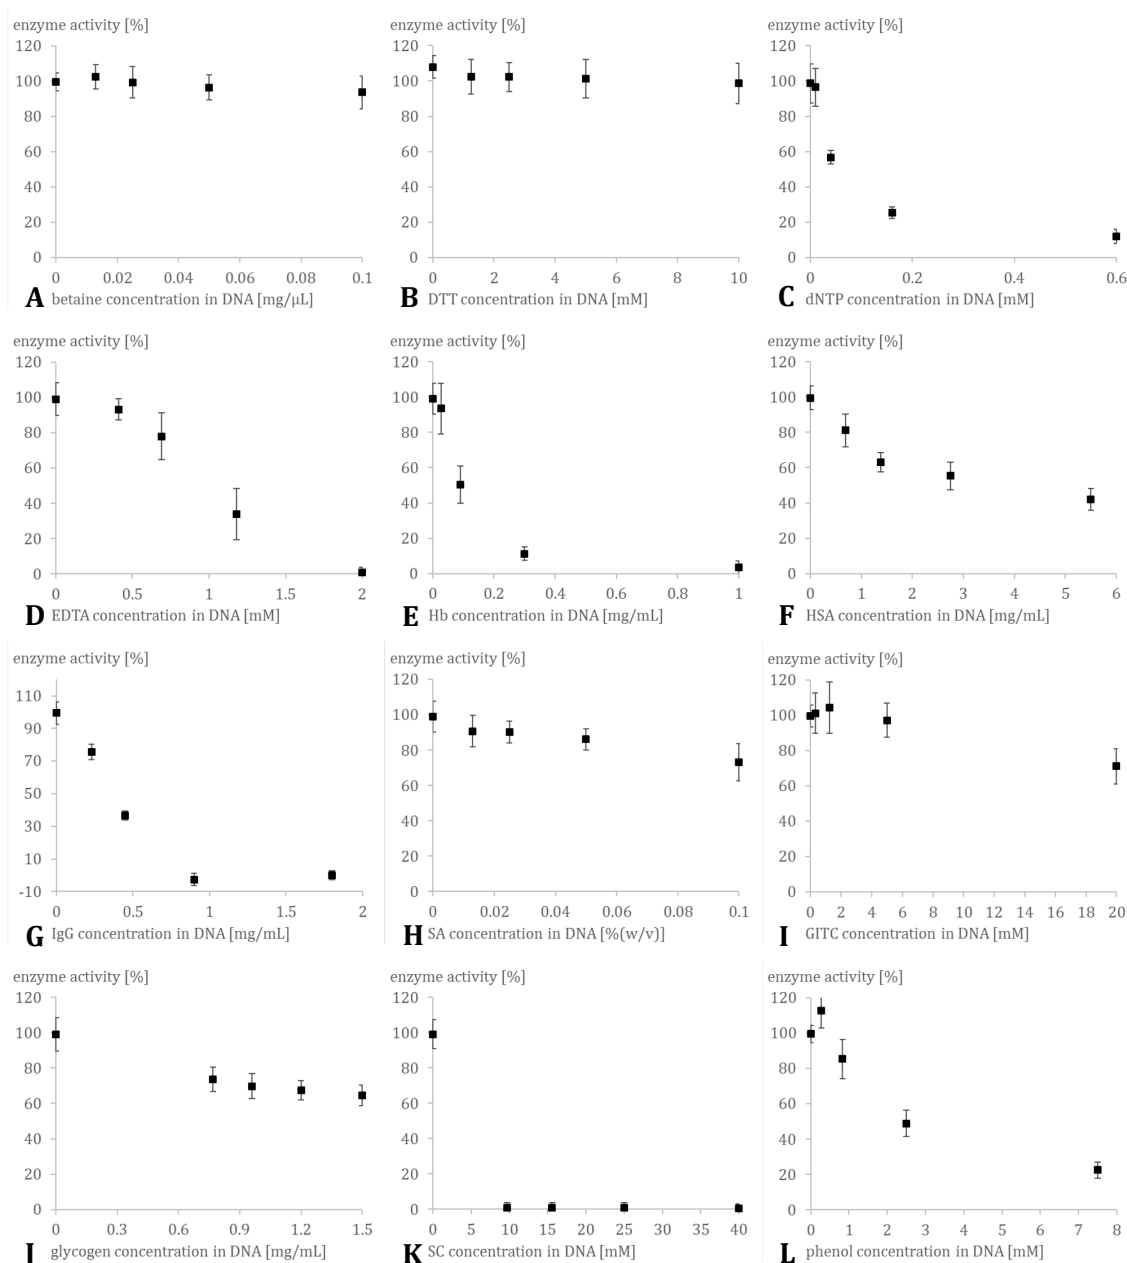 enzyme activity [%] enzyme activity [%] enzyme activity [%]
120 120 120
100 100 100
80 80 80
60 60 60
40 40 40
20 20 20
0 0 0
0 0.02 0.04 0.06 0.08 0.1 0 2 4 6 8 10 0 0.2 0.4 0.6
A betaine concentration in DNA [mg/μL] B DTT concentration in DNA [mM] C dNTP concentration in DNA [mM]
enzyme activity [%] enzyme activity [%] enzyme activity [%]
120 120 120
100 100 100
80 80 80
60 60 60
40 40 40
20 20 20
0 0 0
0 0.5 1 1.5 2 0 0.2 0.4 0.6 0.8 1 0 1 2 3 4 5 6
D EDTA concentration in DNA [mM] E Hb concentration in DNA [mg/mL] F HSA concentration in DNA [mg/mL]
enzyme activity [%] enzyme activity [%] enzyme activity [%]
110 120 120
90 100 100
70 80 80
50 60 60
30 40 40
10 20 20
-10 0 0
0 0.5 1 1.5 2 0 0.02 0.04 0.06 0.08 0.1 0 2 4 6 8 10 12 14 16 18 20
G IgG concentration in DNA [mg/mL] H SA concentration in DNA [%(w/v)] I GITC concentration in DNA [mM]
enzyme activity [%] enzyme activity [%] enzyme activity [%]
120 120 120
100 100 100
80 80 80
60 60 60
40 40 40
20 20 20
0 0 0
0 0.3 0.6 0.9 1.2 1.5 0 5 10 15 20 25 30 35 40 0 1 2 3 4 5 6 7 8
J glycogen concentration in DNA [mg/mL] K SC concentration in DNA [mM] L phenol concentration in DNA [mM]